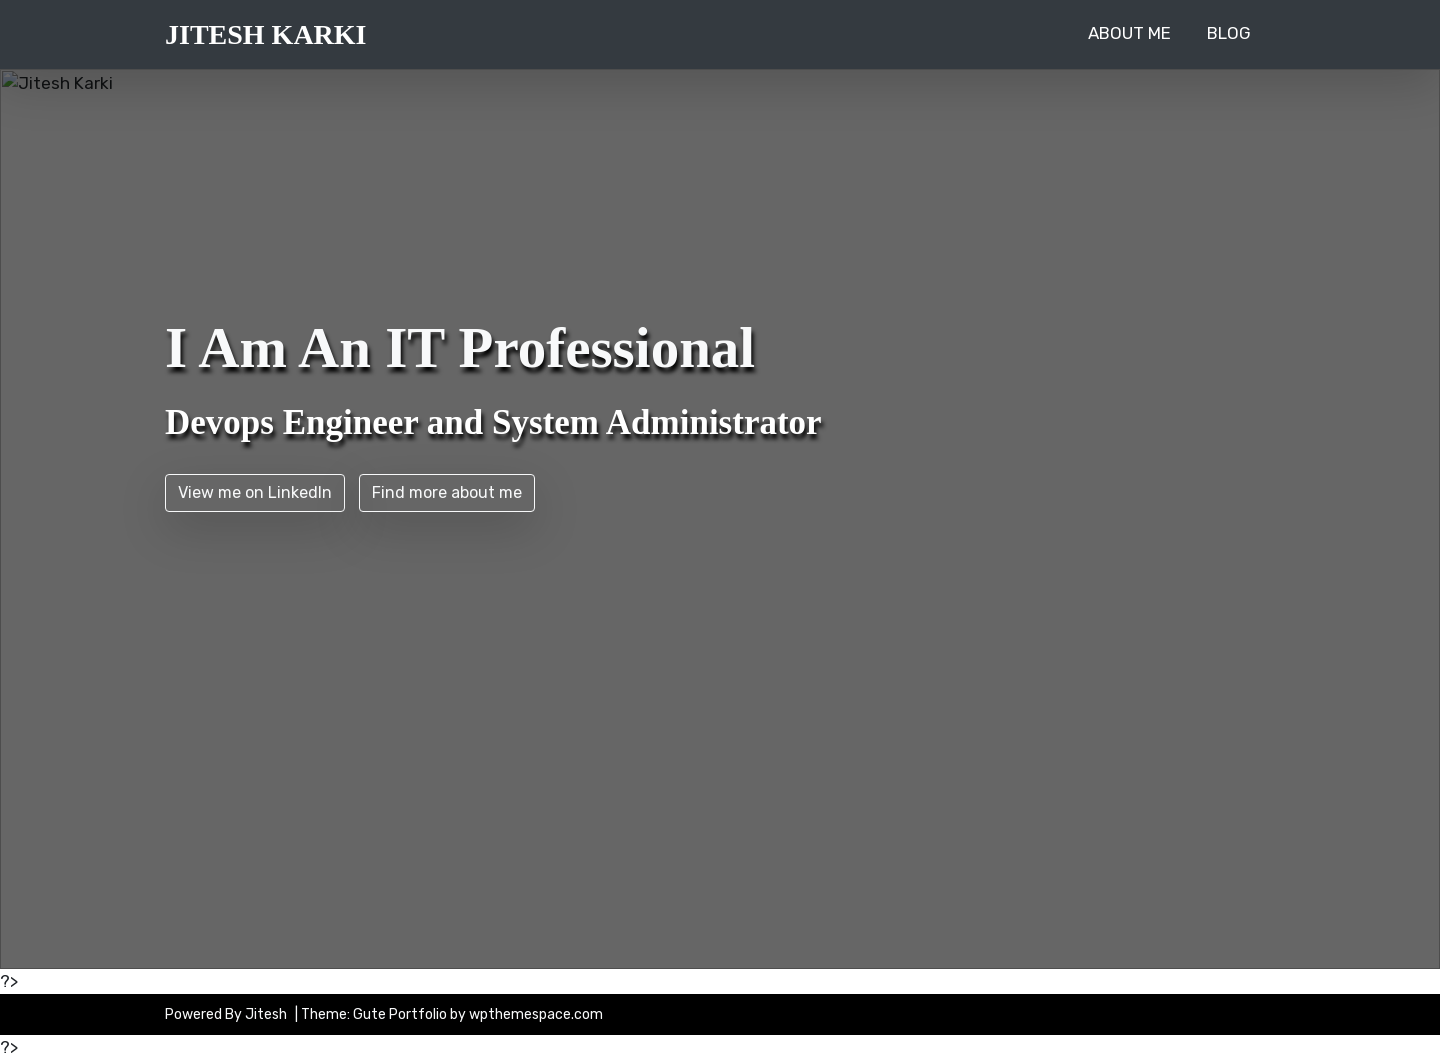 JITESH KARKI
ABOUT ME BLOG
Jitesh Karki
I Am An IT Professional
Devops Engineer and System Administrator
View me on LinkedIn Find more about me
?>
Powered By Jitesh | Theme: Gute Portfolio by wpthemespace.com
?>